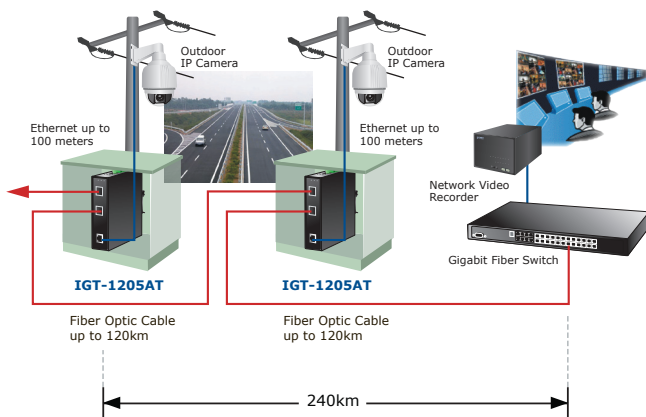 Outdoor
IP Camera
Outdoor
IP Camera
Ethernet up to
100 meters
Ethernet up to
100 meters
Network Video
Recorder
Gigabit Fiber Switch
IGT-1205AT
IGT-1205AT
Fiber Optic Cable
up to 120km
Fiber Optic Cable
up to 120km
240km